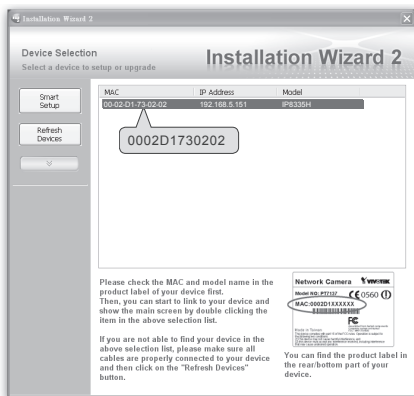 Installation Wizard 2
Device Selection
Select a device to setup or upgrade
Installation Wizard 2
Smart
Setup
Refresh
Devices
MAC IP Address Model
00-02-D1-73-02-02 192.168.5.151 IP8335H
0002D1730202
Please check the MAC and model name in the
product label of your device first.
Then, you can start to link to your device and
show the main screen by double clicking the
item in the above selection list.
If you are not able to find your device in the
above selection list, please make sure all
cables are properly connected to your device
and then click on the "Refresh Devices"
button.
Network Camera VIVOTEK
Model NO: PT7137
CE 0560
MAC:0002D1XXXXXX
FC
Made in Taiwan
You can find the product label in
the rear/bottom part of your
device.